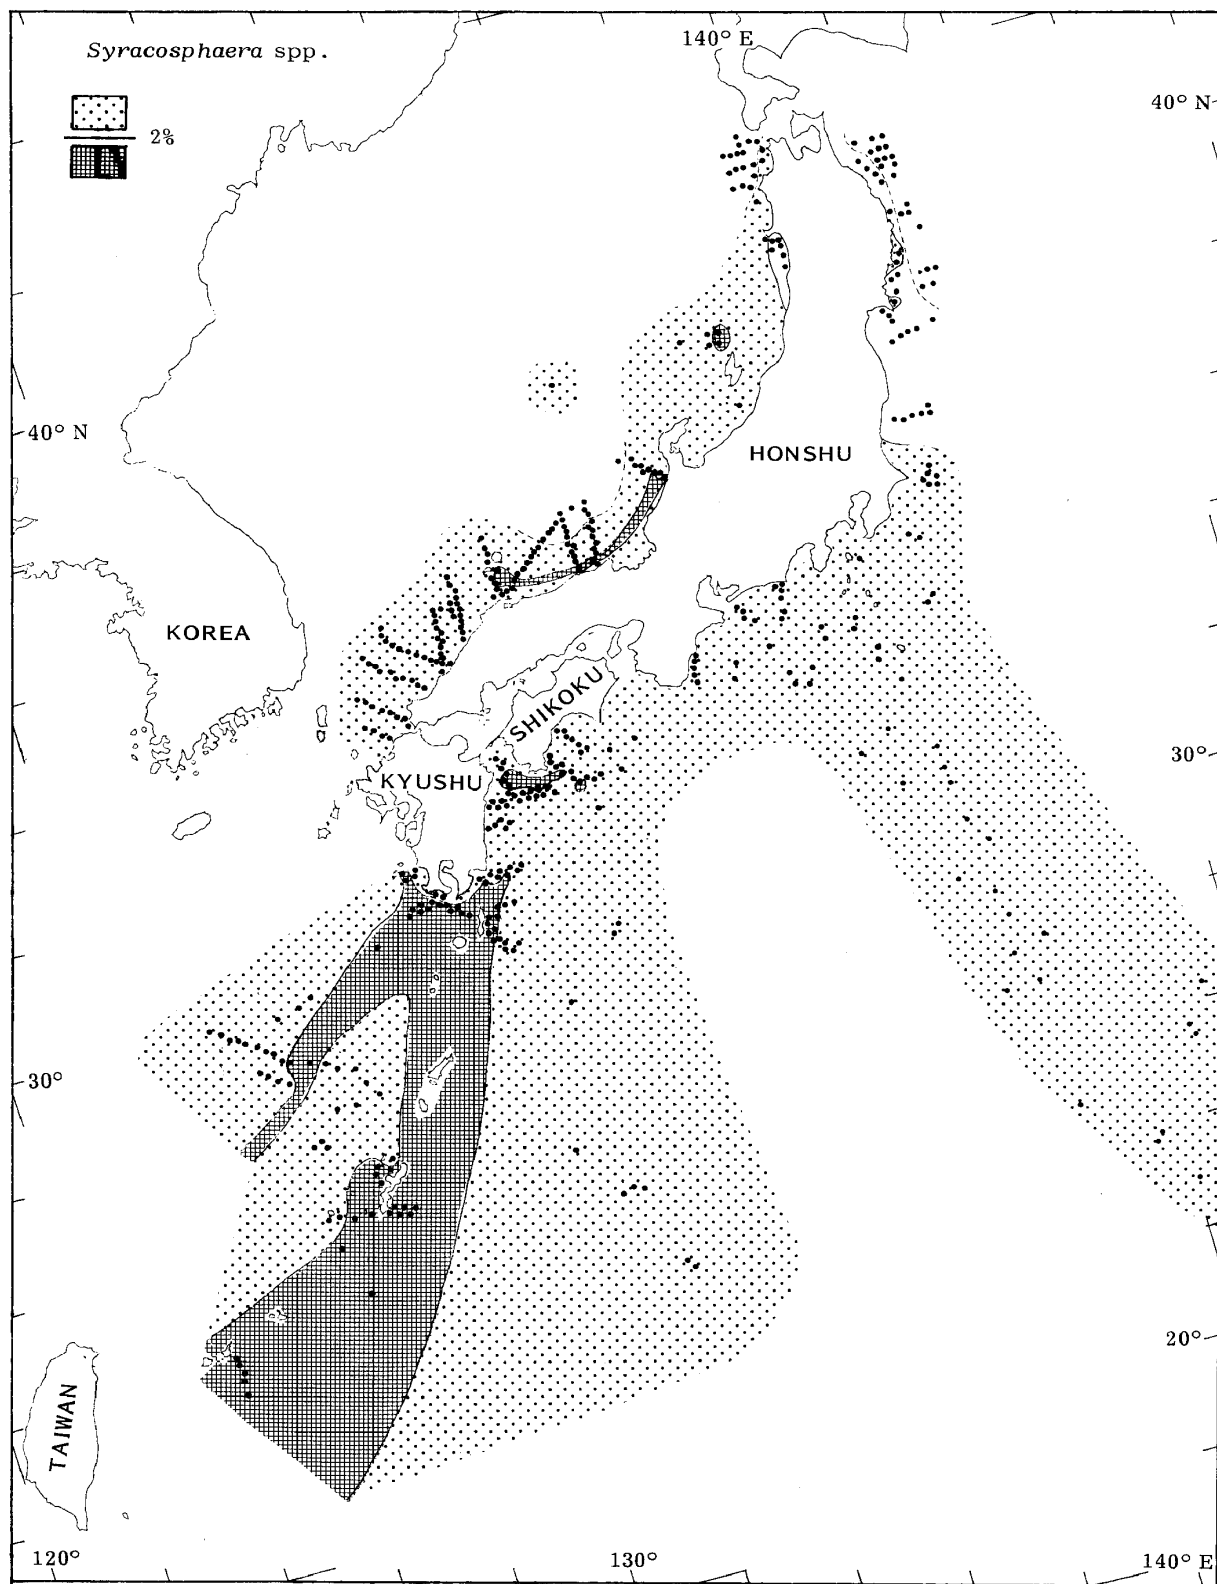 140° E
Syracosphaera spp.
40° N
2%
40° N
HONSHU
KOREA
SHIKOKU
30°
KYUSHU
30°
20°
TAIWAN
120°
130°
140° E